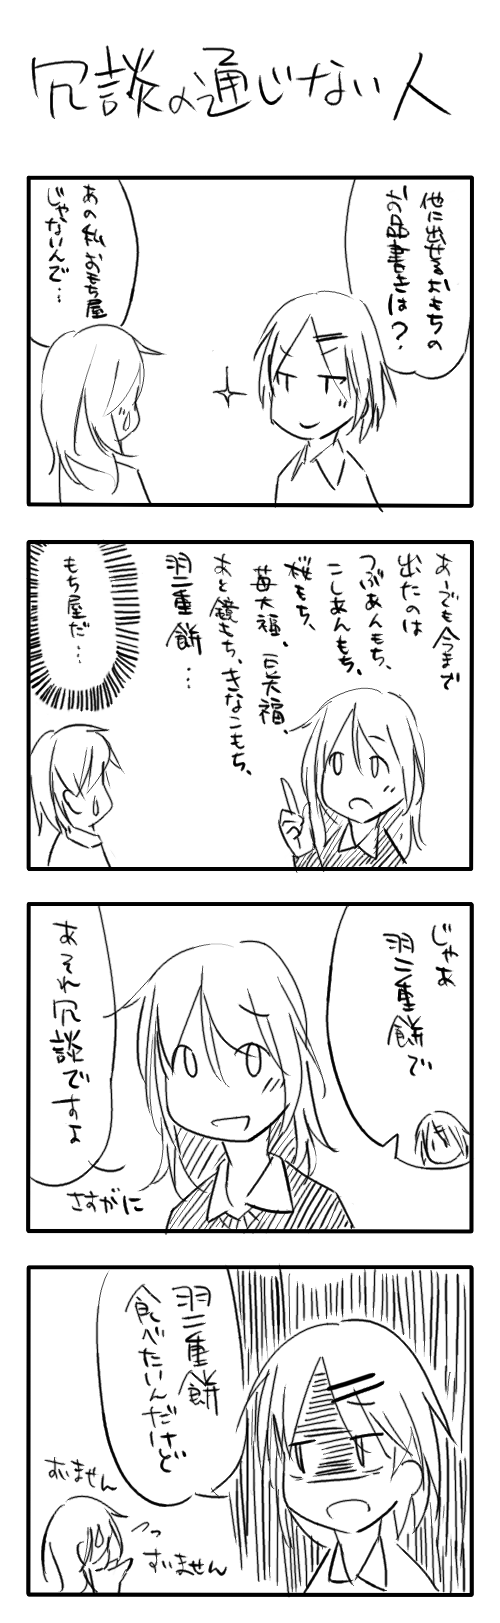 冗談の通じない人
他に出せるおもちの
お品書きは？
あの私おもち屋
じゃないんで…
あーでも今まで
出たのは
つぶあんもち、
こしあんもち、
桜もち、
苺大福、豆大福、
あと鏡もち、きなこもち、
羽二重餅…
もち屋だ…
じゃあ
羽二重餅で
あそれ冗談ですよ
さすがに
羽二重餅
食べたいんだけど
すいません
すいません